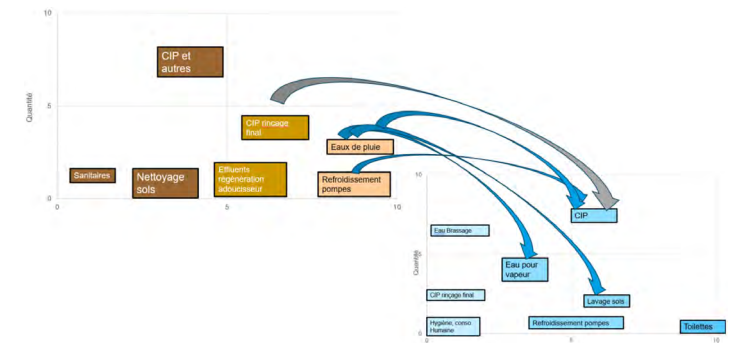 10
CIP et
autres
Quantité
5
CIP rinçage
final
Eaux de pluie
Sanitaires
Nettoyage
sols
Effluents
régénération
adoucisseur
Refroidissement
pompes
0
0
5
10
10
CIP
Eau Brassage
Quantité
5
Eau pour
vapeur
CIP rinçage final
Lavage sols
Hygiène, conso
Humaine
Refroidissement pompes
Toilettes
0
0
5
10